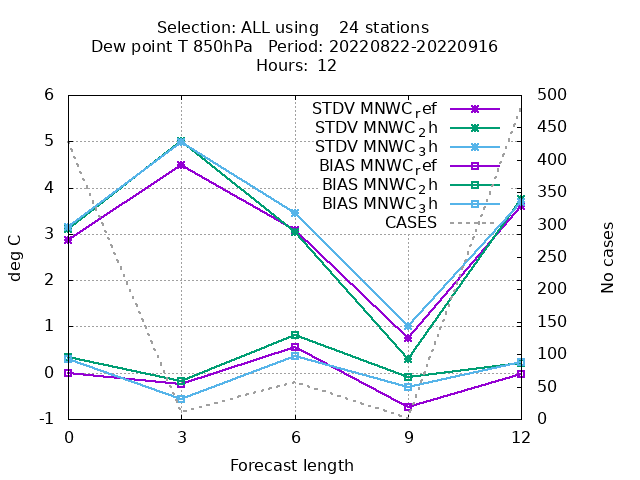 Selection: ALL using    24 stations
Dew point T 850hPa   Period: 20220822-20220916
Hours: 12
6
5
4
3
2
1
0
-1
deg C
STDV MNWC_ref
STDV MNWC_2h
STDV MNWC_3h
BIAS MNWC_ref
BIAS MNWC_2h
BIAS MNWC_3h
CASES
500
450
400
350
300
250
200
150
100
50
0
No cases
0 3 6 9 12
Forecast length